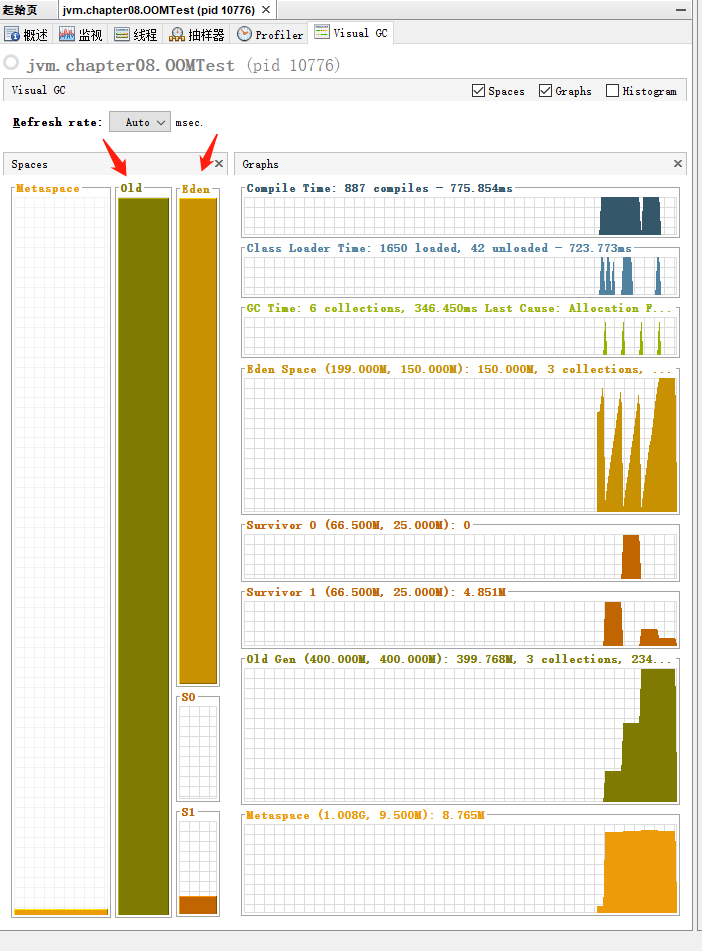 起始页 jvm.chapter08.OOMTest (pid 10776)
概述 监视 线程 抽样器 Profiler Visual GC
jvm.chapter08.OOMTest (pid 10776)
Visual GC Spaces Graphs Histogram
Refresh rate: Auto msec.
Spaces
Metaspace
Old
Eden
S0
S1
Graphs
Compile Time: 887 compiles - 775.854ms
Class Loader Time: 1650 loaded, 42 unloaded - 723.773ms
GC Time: 6 collections, 346.450ms Last Cause: Allocation F...
Eden Space (199.000M, 150.000M): 150.000M, 3 collections, ...
Survivor 0 (66.500M, 25.000M): 0
Survivor 1 (66.500M, 25.000M): 4.851M
Old Gen (400.000M, 400.000M): 399.768M, 3 collections, 234...
Metaspace (1.008G, 9.500M): 8.765M